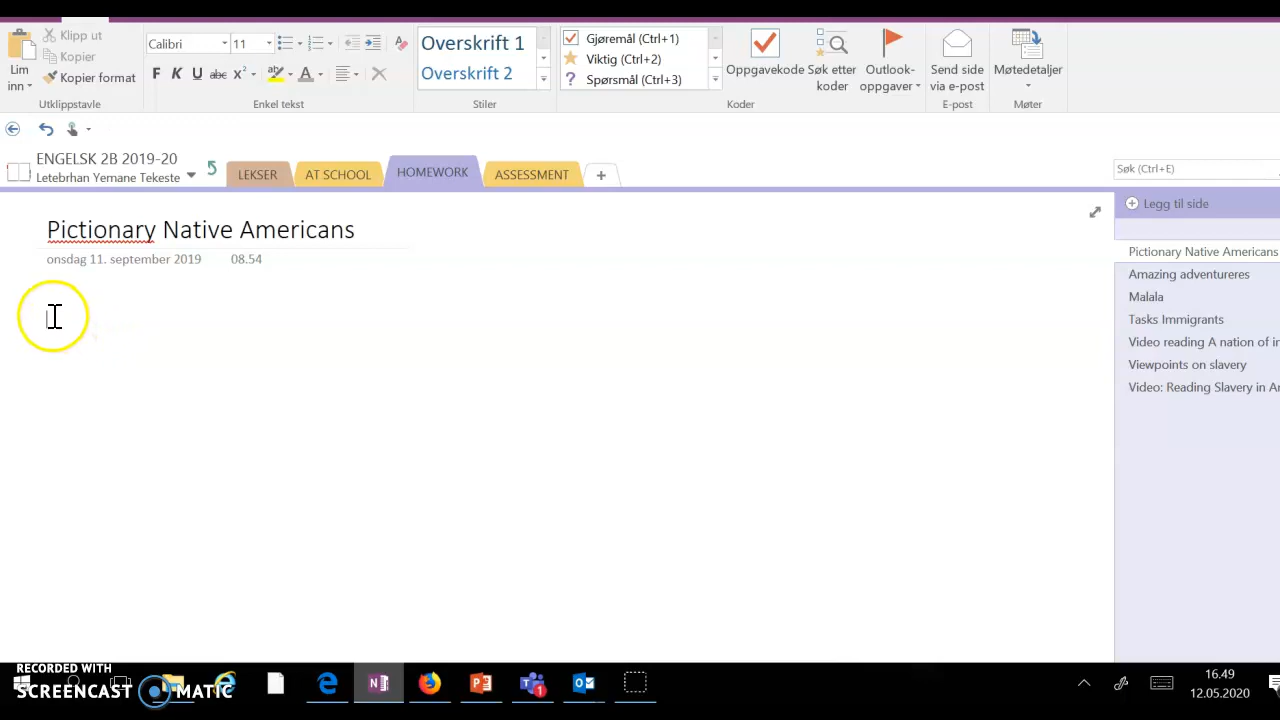 Klipp ut
Kopier
Kopier format
Lim
inn
Utklippstavle
Calibri
11
F K U abc x²
A
Enkel tekst
Overskrift 1
Overskrift 2
Stiler
Gjøremål (Ctrl+1)
Viktig (Ctrl+2)
? Spørsmål (Ctrl+3)
Oppgavekode
Søk etter
koder
Outlook-
oppgaver
Koder
Send side
via e-post
E-post
Møtedetaljer
Møter
ENGELSK 2B 2019-20
Letebrhan Yemane Tekeste
LEKSER
AT SCHOOL
HOMEWORK
ASSESSMENT
Søk (Ctrl+E)
Pictionary Native Americans
onsdag 11. september 2019 08.54
Legg til side
Pictionary Native Americans
Amazing adventureres
Malala
Tasks Immigrants
Video reading A nation of
Viewpoints on slavery
Video: Reading Slavery in
RECORDED WITH
SCREENCAST MATIC
1
16.49
12.05.2020